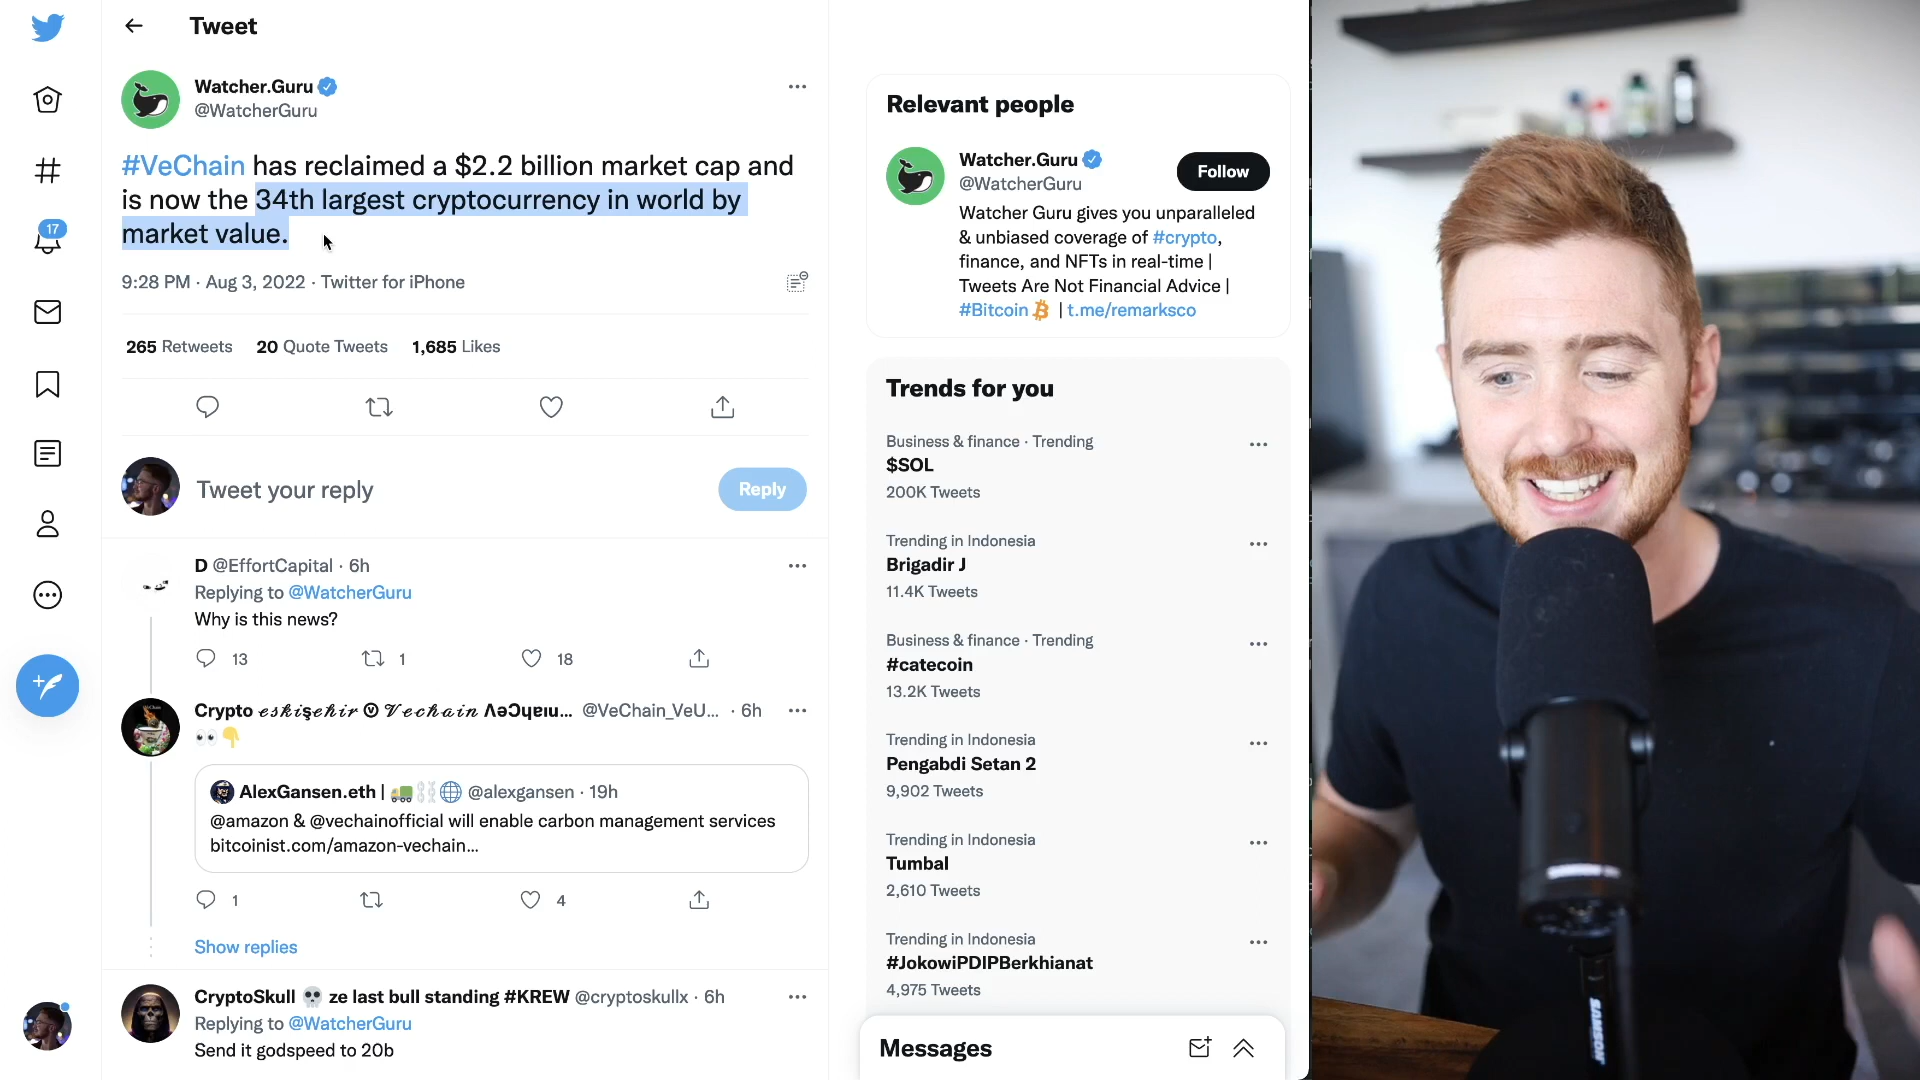 Tweet
Watcher.Guru
@WatcherGuru
#VeChain has reclaimed a $2.2 billion market cap and
is now the 34th largest cryptocurrency in world by
market value.
9:28 PM · Aug 3, 2022 · Twitter for iPhone
265 Retweets 20 Quote Tweets 1,685 Likes
Tweet your reply
Reply
D @EffortCapital · 6h
Replying to @WatcherGuru
Why is this news?
13 1 18
Crypto 𝓮𝓼𝓴𝓲ş𝓮𝓱𝓲𝓻 Ⓥ 𝓥𝓮𝓬𝓱𝓪𝓲𝓷 ΛǝƆɥɐıu... @VeChain_VeU... · 6h
👀👇
AlexGansen.eth | 🚛⛓🌐 @alexgansen · 19h
@amazon & @vechainofficial will enable carbon management services
bitcoinist.com/amazon-vechain...
1 4
Show replies
CryptoSkull 💀 ze last bull standing #KREW @cryptoskullx · 6h
Replying to @WatcherGuru
Send it godspeed to 20b
17
Relevant people
Watcher.Guru
@WatcherGuru
Follow
Watcher Guru gives you unparalleled
& unbiased coverage of #crypto,
finance, and NFTs in real-time |
Tweets Are Not Financial Advice |
#Bitcoin | t.me/remarksco
Trends for you
Business & finance · Trending
$SOL
200K Tweets
Trending in Indonesia
Brigadir J
11.4K Tweets
Business & finance · Trending
#catecoin
13.2K Tweets
Trending in Indonesia
Pengabdi Setan 2
9,902 Tweets
Trending in Indonesia
Tumbal
2,610 Tweets
Trending in Indonesia
#JokowiPDIPBerkhianat
4,975 Tweets
Messages
SAMSON